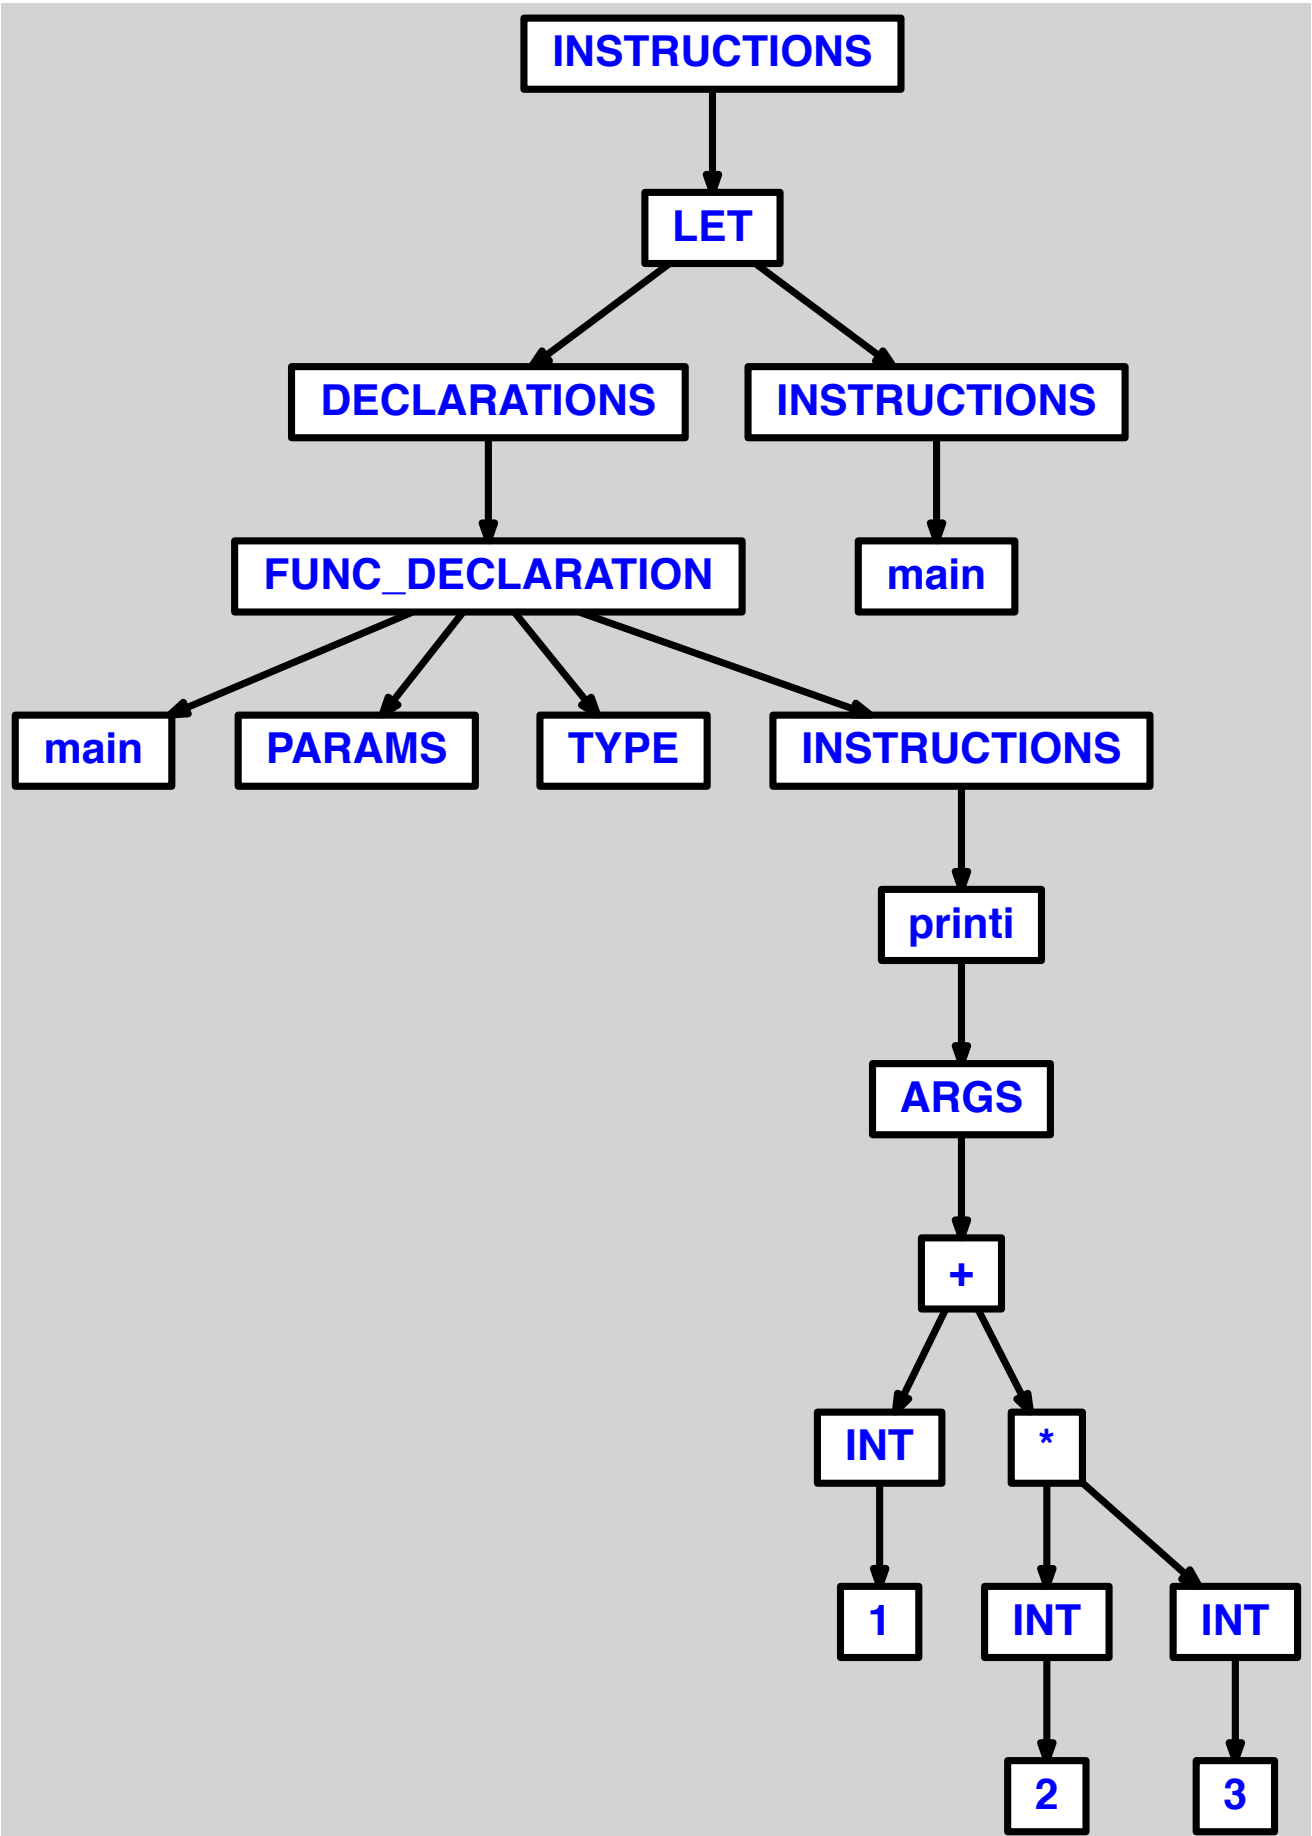 INSTRUCTIONS
LET
DECLARATIONS
INSTRUCTIONS
FUNC_DECLARATION
main
main
PARAMS
TYPE
INSTRUCTIONS
printi
ARGS
+
INT
*
1
INT
INT
2
3